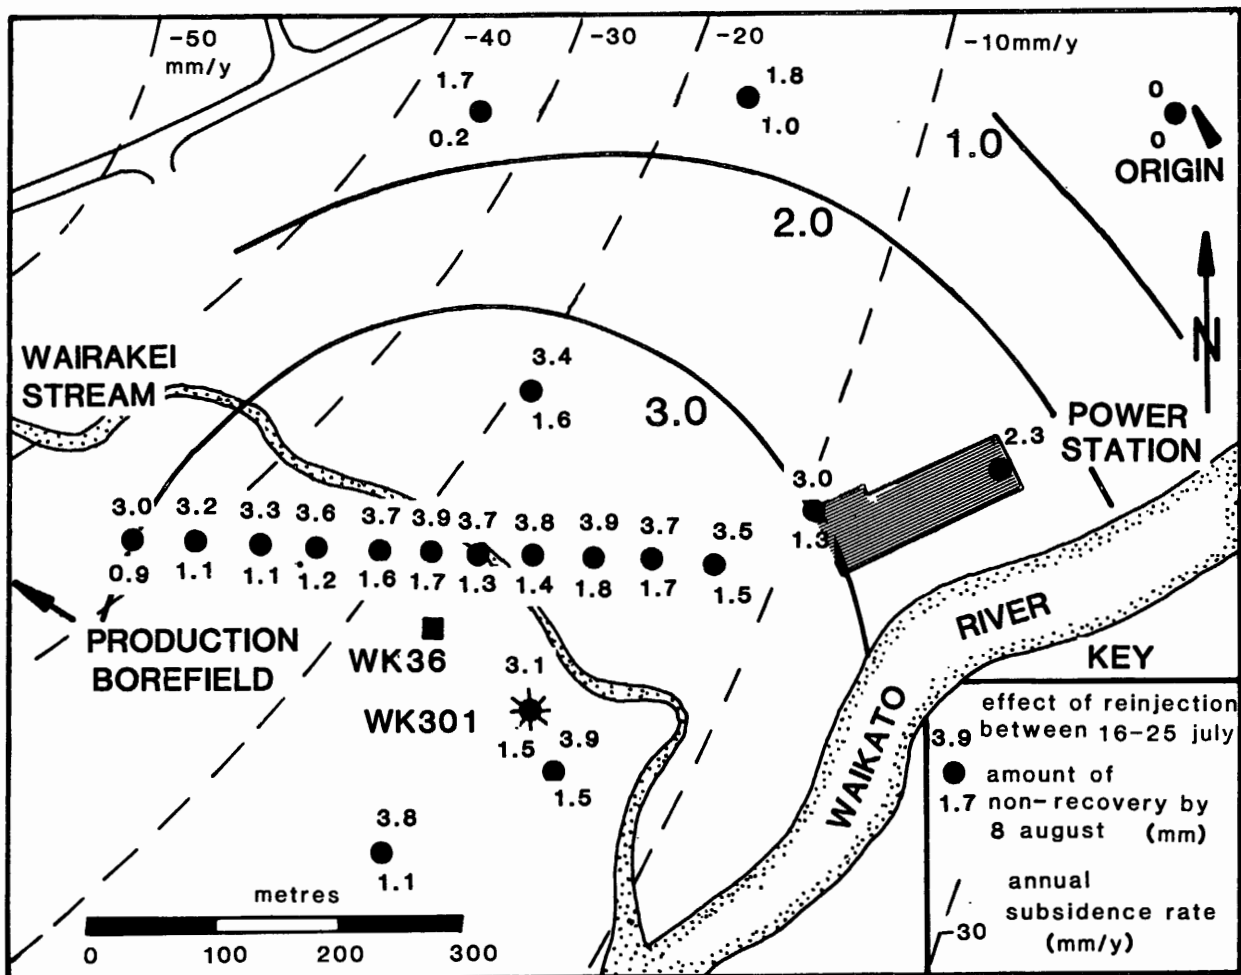 -50
mm/y
-40
-30
-20
-10mm/y
1.7
0.2
1.8
1.0
0
0
ORIGIN
1.0
2.0
3.0
N
WAIRAKEI
STREAM
3.4
1.6
POWER
STATION
2.3
3.0
1.3
3.0 3.2 3.3 3.6 3.7 3.9 3.7 3.8 3.9 3.7 3.5
0.9 1.1 1.1 1.2 1.6 1.7 1.3 1.4 1.8 1.7 1.5
PRODUCTION
BOREFIELD
WK36
3.1
WK301
1.5
3.9
1.5
3.8
1.1
WAIKATO
RIVER
metres
0 100 200 300
KEY
effect of reinjection
3.9 between 16-25 july
amount of
1.7 non-recovery by
8 august (mm)
annual
subsidence rate
-30 (mm/y)